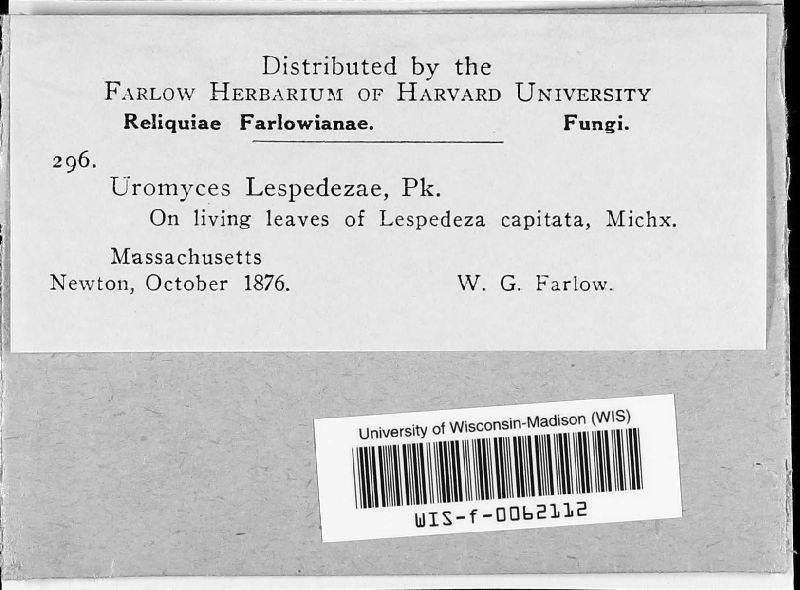 Distributed by the
Farlow Herbarium of Harvard University
Reliquiae Farlowianae. Fungi.
296.
Uromyces Lespedezae, Pk.
On living leaves of Lespedeza capitata, Michx.
Massachusetts
Newton, October 1876. W. G. Farlow.
University of Wisconsin-Madison (WIS)
WIS-f-0062112